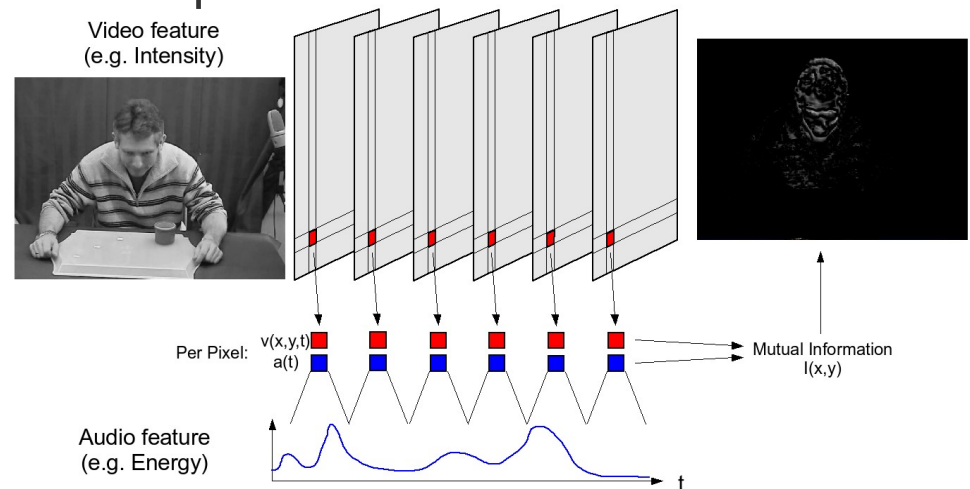 Video feature
(e.g. Intensity)
Per Pixel:
v(x,y,t)
a(t)
Mutual Information
I(x,y)
Audio feature
(e.g. Energy)
t